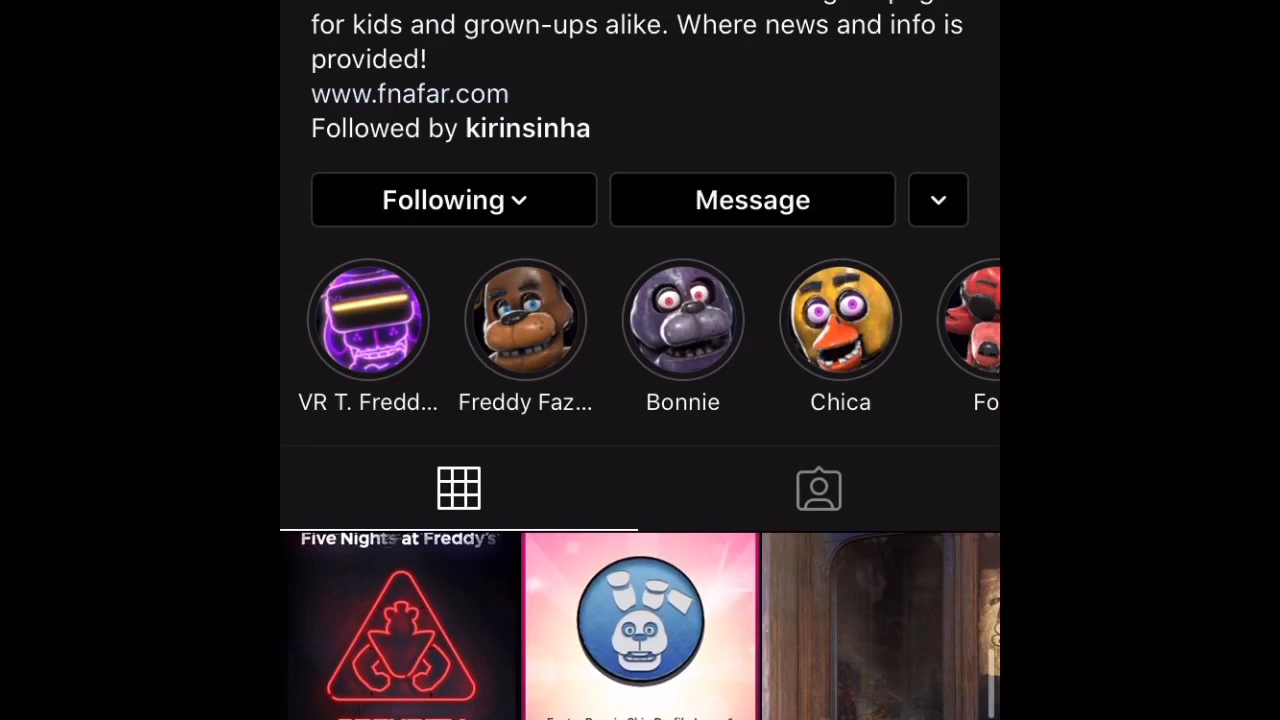 for kids and grown-ups alike. Where news and info is
provided!
www.fnafar.com
Followed by kirinsinha
Following
Message
VR T. Fredd...
Freddy Faz...
Bonnie
Chica
Fo
Five Nights at Freddy's